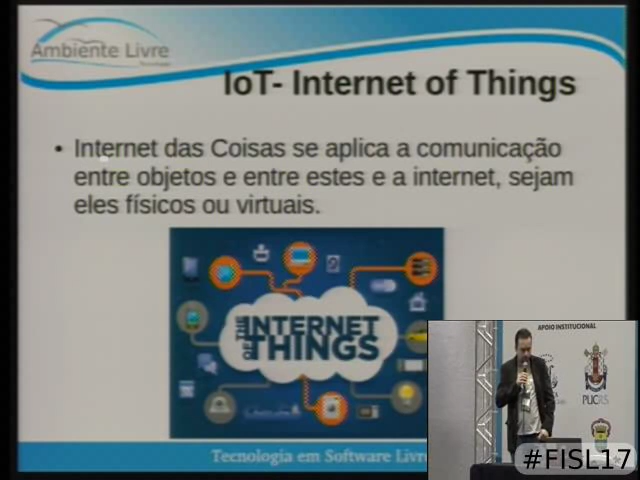 Ambiente Livre
IoT- Internet of Things
• Internet das Coisas se aplica a comunicação
entre objetos e entre estes e a internet, sejam
eles físicos ou virtuais.
THE INTERNET
OF THINGS
APOIO INSTITUCIONAL
PUCRS
Tecnologia em Software Livre
#FISL17